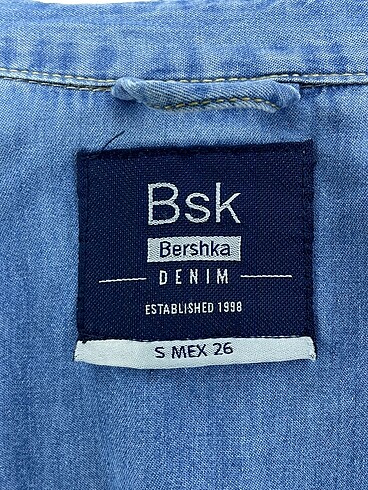 Bsk
Bershka
DENIM
ESTABLISHED 1998
S MEX 26